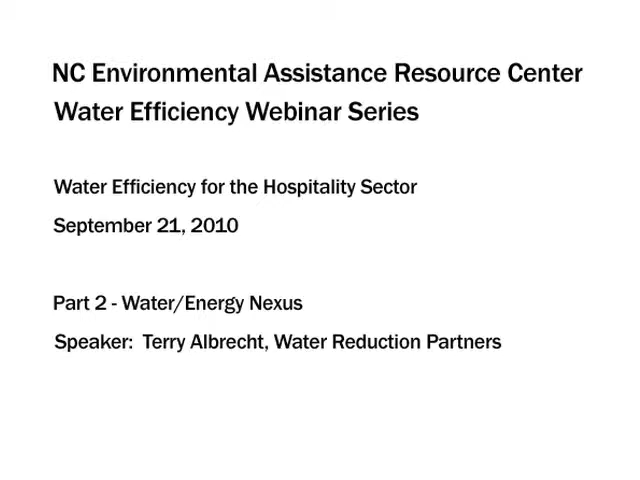 NC Environmental Assistance Resource Center
Water Efficiency Webinar Series
Water Efficiency for the Hospitality Sector
September 21, 2010
Part 2 - Water/Energy Nexus
Speaker:  Terry Albrecht, Water Reduction Partners